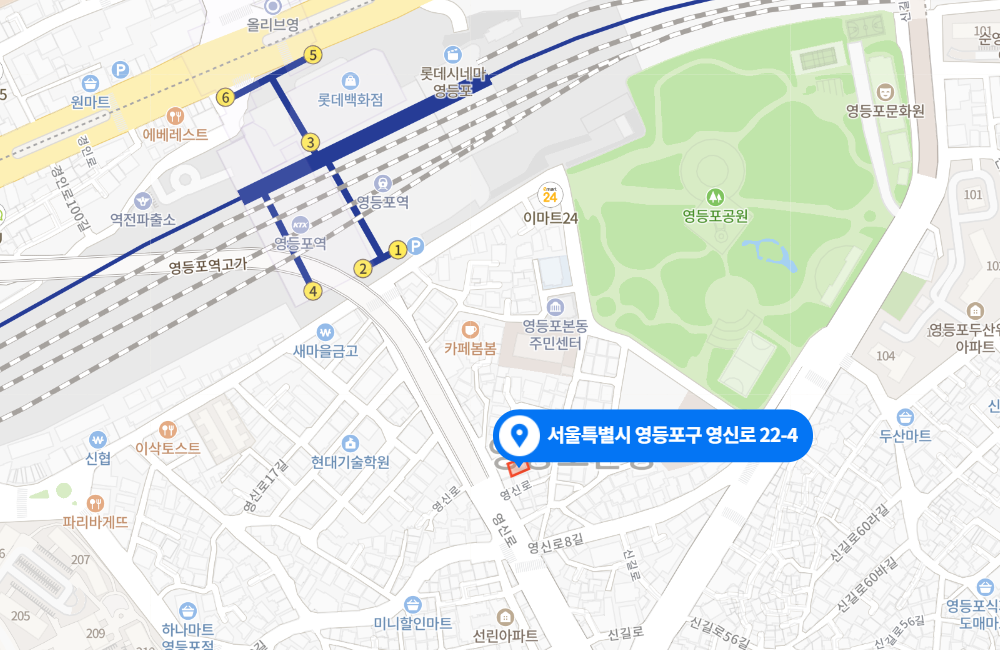 올리브영
5
롯데시네마
영등포
원마트
6
롯데백화점
5
에베레스트
경인로
3
영등포문화원
101
신길로
경인로100길
영등포역
역전파출소
이마트24
영등포공원
101
KTX
영등포역
영등포역고가
1
2
4
영등포본동
주민센터
새마을금고
카페봄봄
영등포두산위
아파트
104
서울특별시 영등포구 영신로 22-4
이삭토스트
신협
현대기술학원
두산마트
영신로17길
영신로
영신로
파리바게뜨
영신로
영신로8길
신길로60라길
신길로
신길로60바길
207
205
209
하나마트
영등포점
미니할인마트
선린아파트
신길로
신길로56길
신길로56길
영등포식
도매마